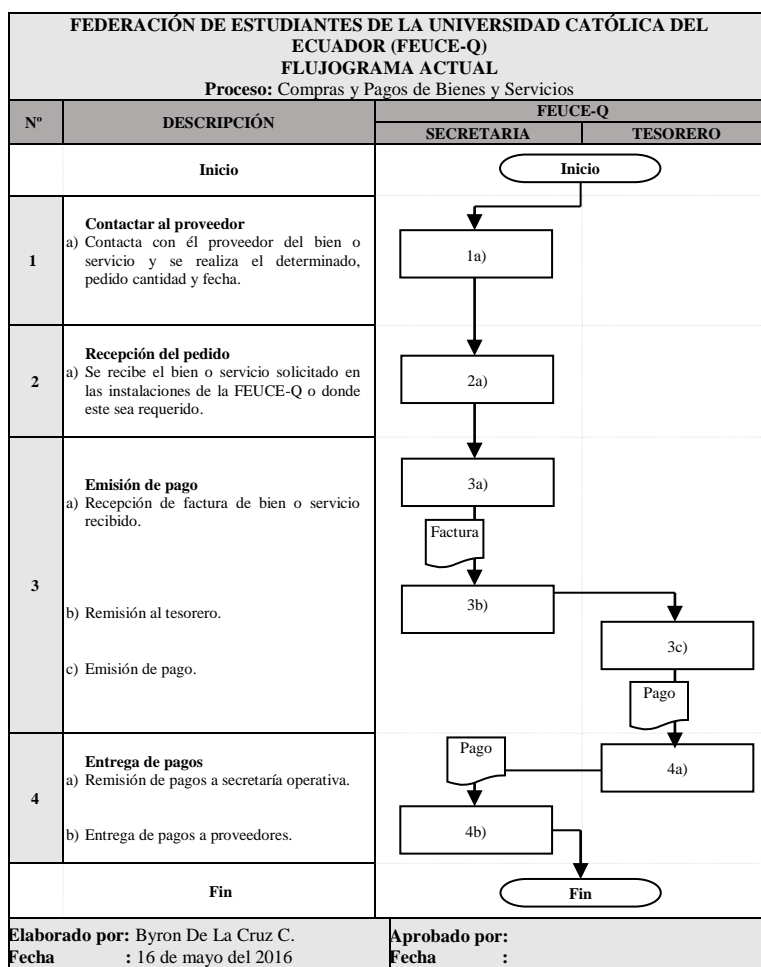 FEDERACIÓN DE ESTUDIANTES DE LA UNIVERSIDAD CATÓLICA DEL
ECUADOR (FEUCE-Q)
FLUJOGRAMA ACTUAL
Proceso: Compras y Pagos de Bienes y Servicios
Nº
DESCRIPCIÓN
FEUCE-Q
SECRETARIA
TESORERO
Inicio
Inicio
1
Contactar al proveedor
a) Contacta con él proveedor del bien o
servicio y se realiza el determinado,
pedido cantidad y fecha.
1a)
2
Recepción del pedido
a) Se recibe el bien o servicio solicitado en
las instalaciones de la FEUCE-Q o donde
este sea requerido.
2a)
3
Emisión de pago
a) Recepción de factura de bien o servicio
recibido.
b) Remisión al tesorero.
c) Emisión de pago.
3a)
Factura
3b)
3c)
Pago
4
Entrega de pagos
a) Remisión de pagos a secretaría operativa.
b) Entrega de pagos a proveedores.
Pago
4a)
4b)
Fin
Fin
Elaborado por: Byron De La Cruz C.
Fecha : 16 de mayo del 2016
Aprobado por:
Fecha :